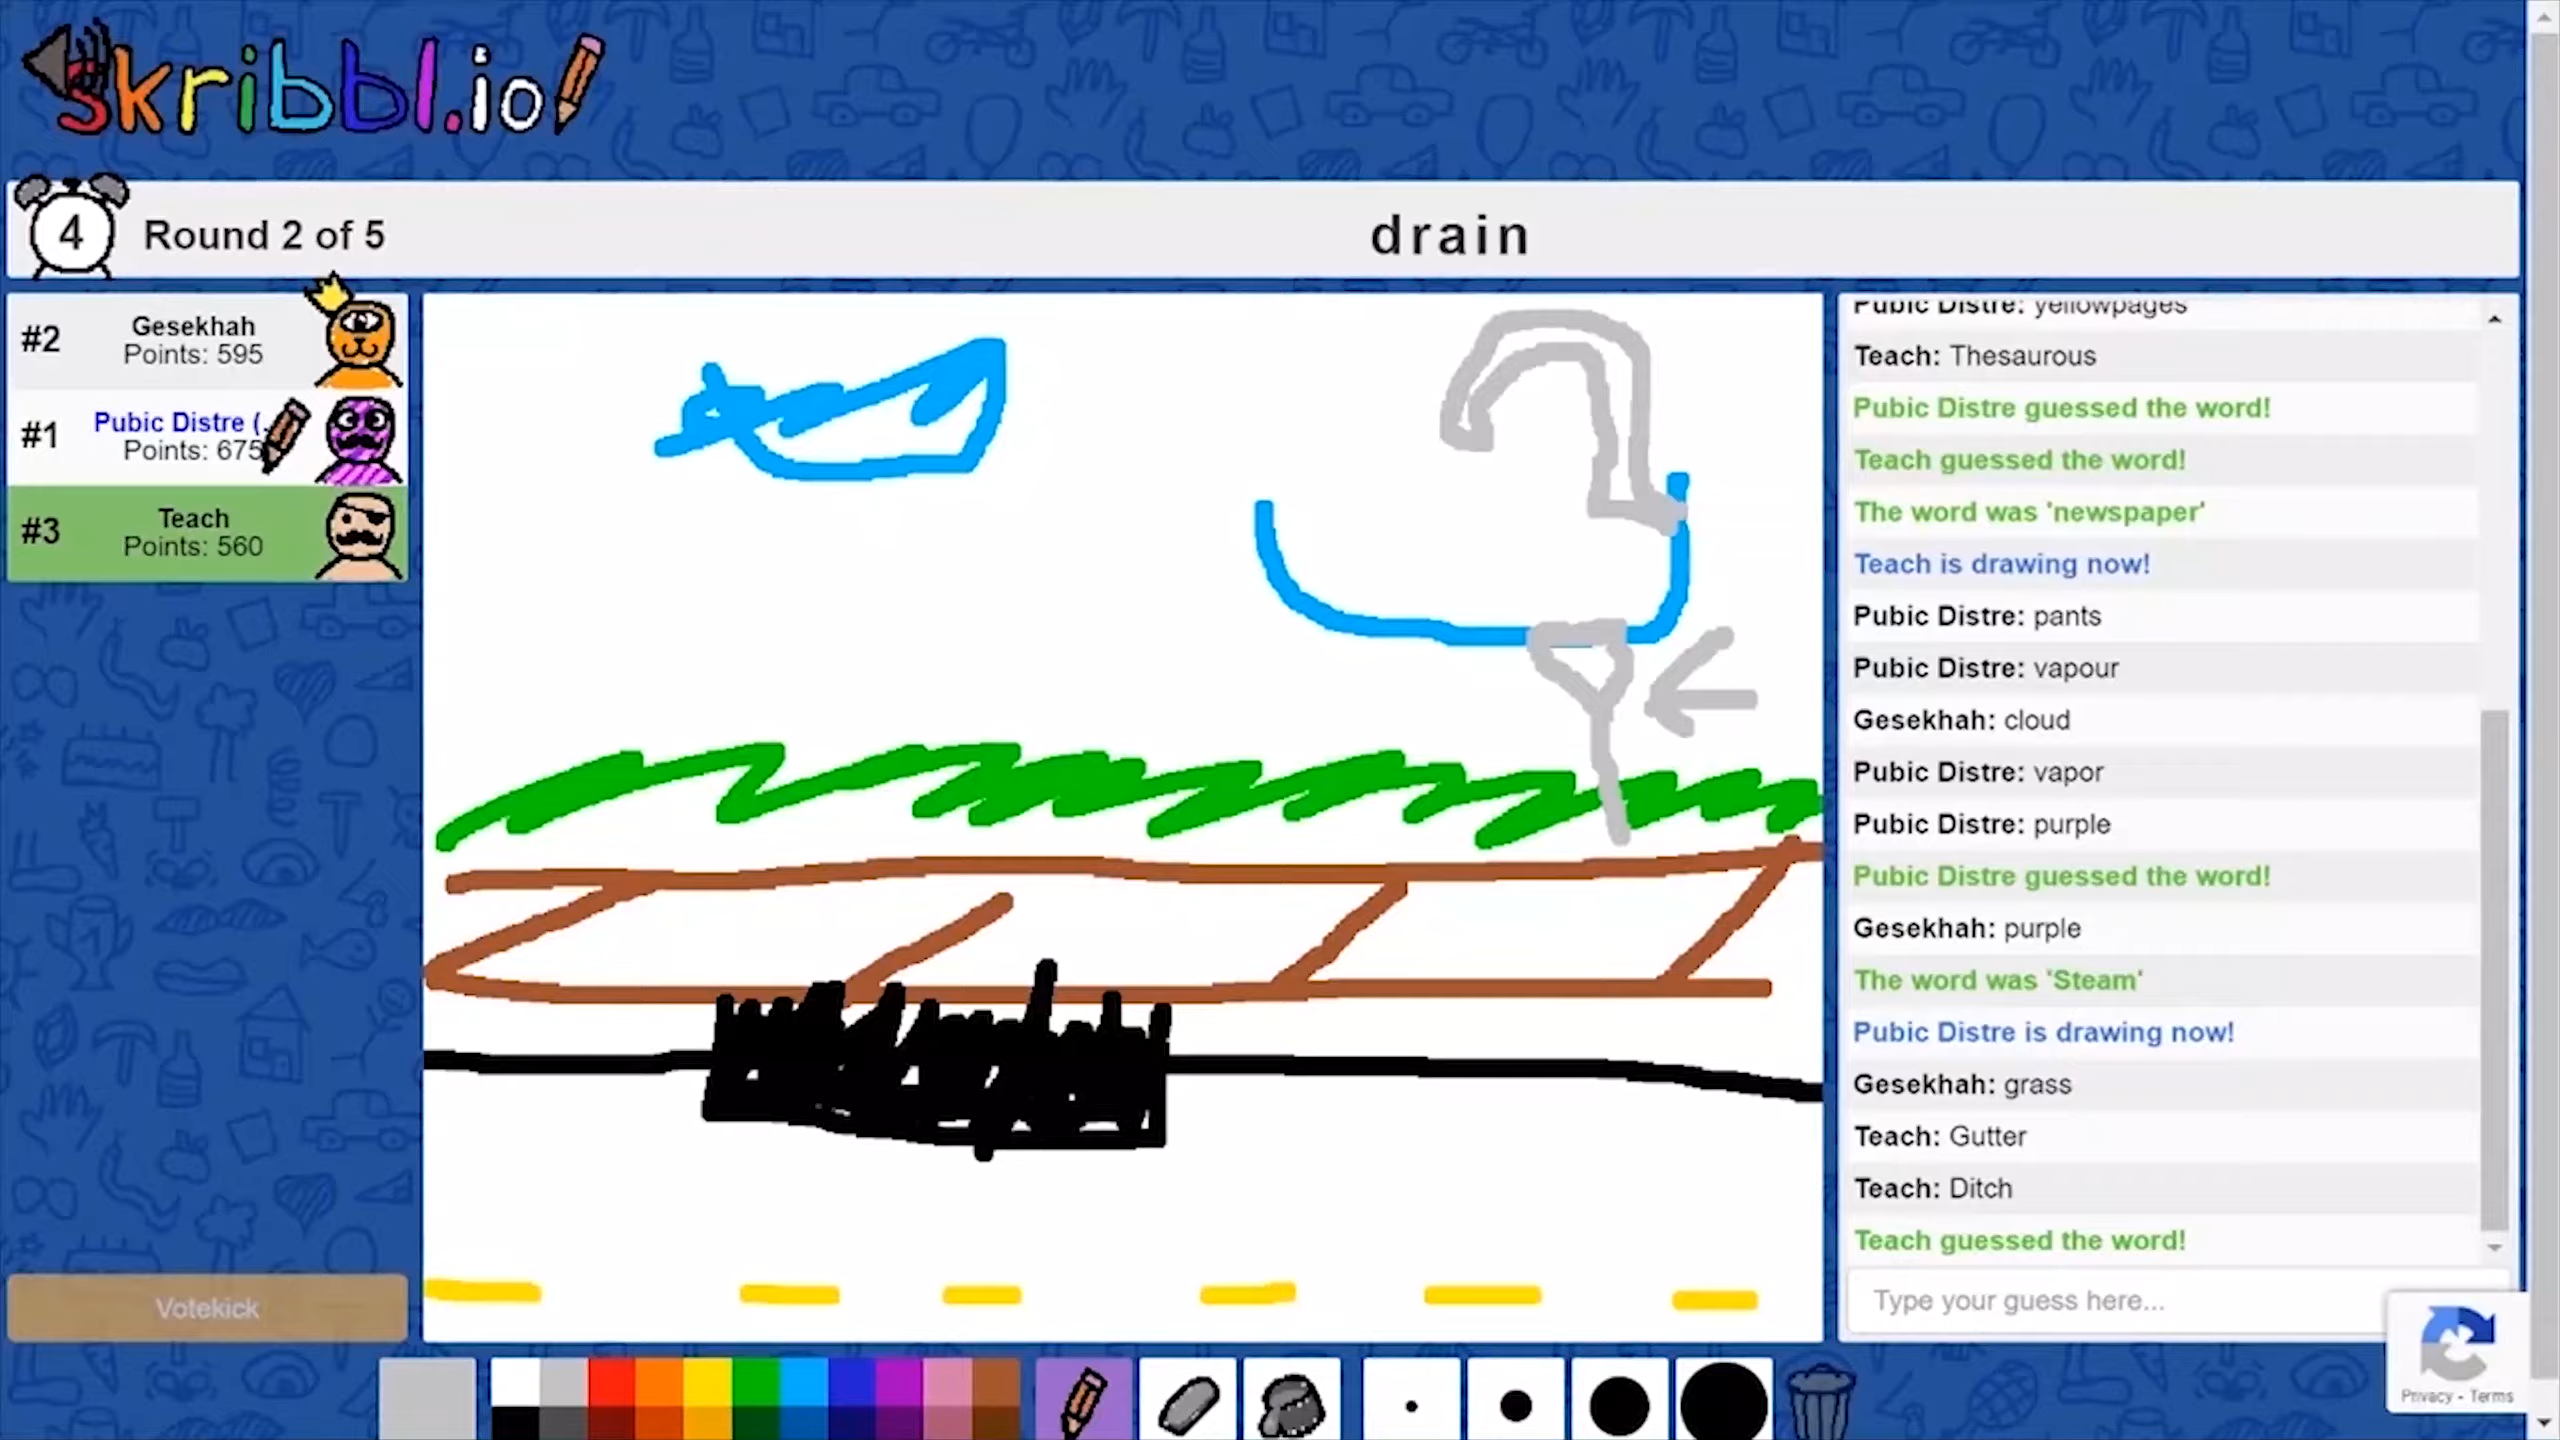 skribbl.io
4
Round 2 of 5
drain
#2
Gesekhah
Points: 595
#1
Pubic Distre (.
Points: 675
#3
Teach
Points: 560
Votekick
Pubic Distre: yellowpages
Teach: Thesaurous
Pubic Distre guessed the word!
Teach guessed the word!
The word was 'newspaper'
Teach is drawing now!
Pubic Distre: pants
Pubic Distre: vapour
Gesekhah: cloud
Pubic Distre: vapor
Pubic Distre: purple
Pubic Distre guessed the word!
Gesekhah: purple
The word was 'Steam'
Pubic Distre is drawing now!
Gesekhah: grass
Teach: Gutter
Teach: Ditch
Teach guessed the word!
Type your guess here...
Privacy - Terms